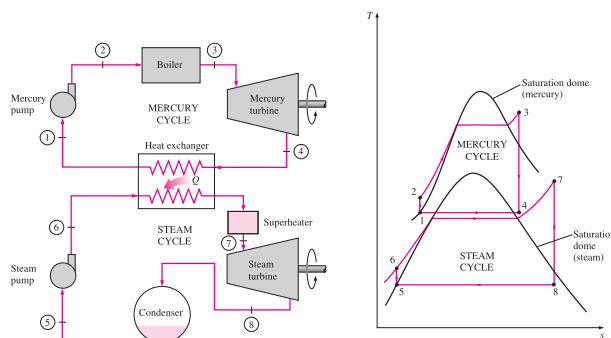 2
3
Boiler
Mercury
pump
MERCURY
CYCLE
Mercury
turbine
1
Heat exchanger
4
Q
6
STEAM
CYCLE
Superheater
7
Steam
pump
Steam
turbine
Condenser
5
8
T
Saturation dome
(mercury)
3
MERCURY
CYCLE
2
1
4
7
Saturation
dome
(steam)
STEAM
CYCLE
6
5
8
s